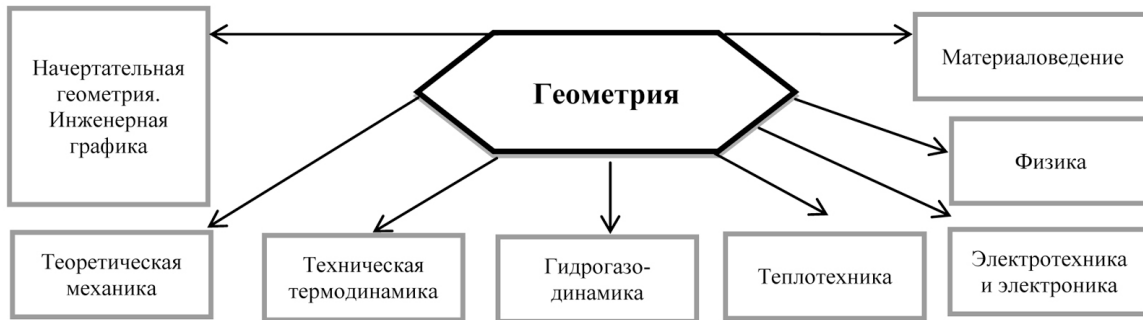 Начертательная
геометрия.
Инженерная
графика
Геометрия
Материаловедение
Физика
Теоретическая
механика
Техническая
термодинамика
Гидрогазо-
динамика
Теплотехника
Электротехника
и электроника